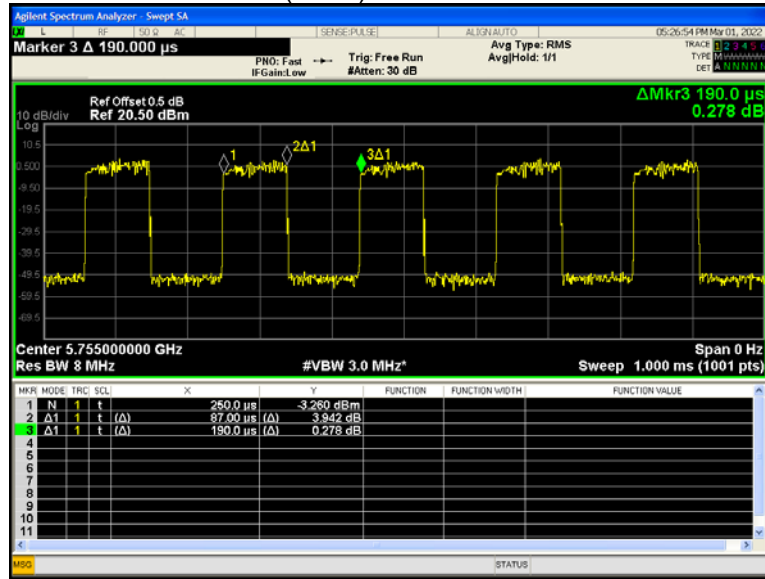 Agilent Spectrum Analyzer - Swept SA
L RF 50 Ω AC SENSE:PULSE ALIGN AUTO 05:26:54 PM Mar 01, 2022
Marker 3 Δ 190.000 µs
PNO: Fast Trig: Free Run Avg Type: RMS TRACE 1 2 3 4 5 6
IFGain:Low #Atten: 30 dB Avg|Hold: 1/1 TYPE M
DET A N N N N N
Ref Offset 0.5 dB ΔMkr3 190.0 µs
10 dB/div Ref 20.50 dBm 0.278 dB
Log
10.5
0.500
-9.50
-19.5
-29.5
-39.5
-49.5
-59.5
-69.5
1
2Δ1
3Δ1
Center 5.755000000 GHz Span 0 Hz
Res BW 8 MHz #VBW 3.0 MHz* Sweep 1.000 ms (1001 pts)
MKR MODE TRC SCL X Y FUNCTION FUNCTION WIDTH FUNCTION VALUE
1 N 1 t 250.0 µs -3.260 dBm
2 Δ1 1 t (Δ) 87.00 µs (Δ) 3.942 dB
3 Δ1 1 t (Δ) 190.0 µs (Δ) 0.278 dB
4
5
6
7
8
9
10
11
MSG STATUS